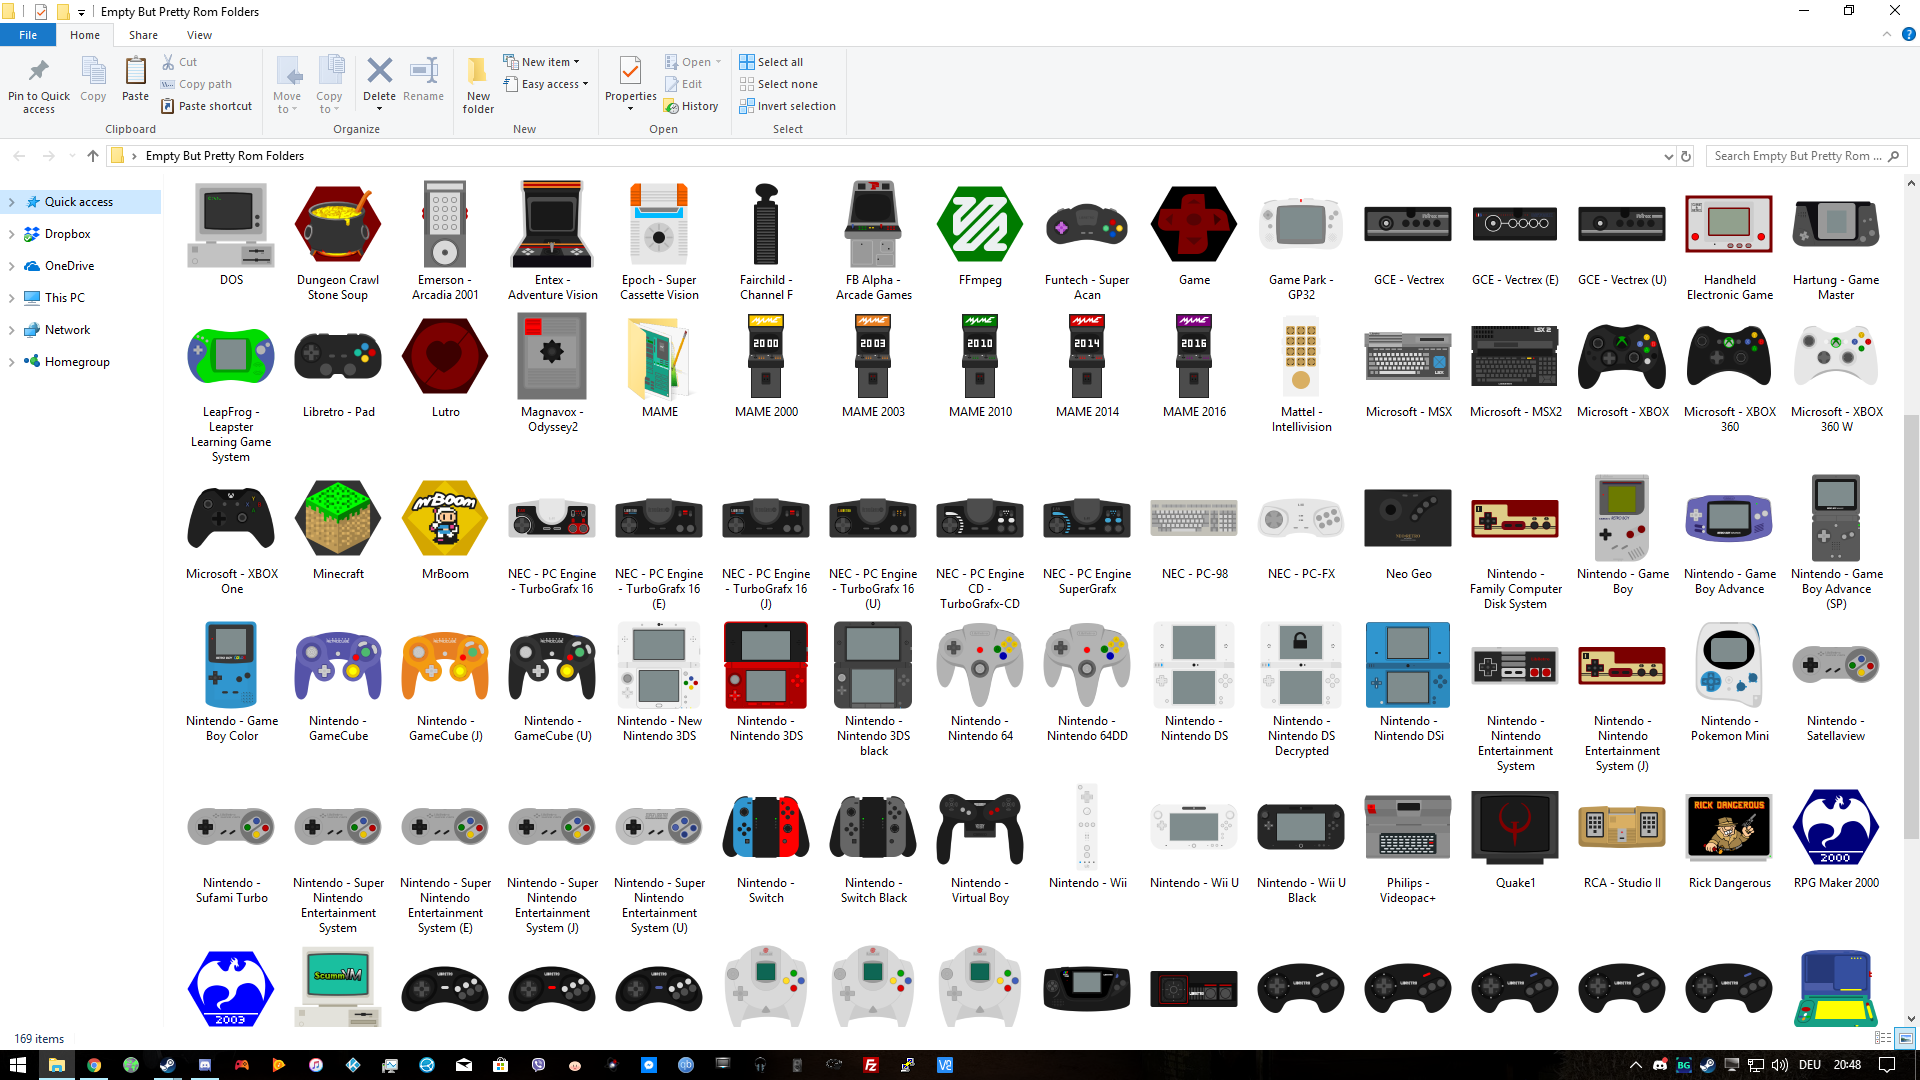 Empty But Pretty Rom Folders
File Home Share View
Pin to Quick access
Copy
Paste
Cut
Copy path
Paste shortcut
Clipboard
Move to
Copy to
Delete
Rename
Organize
New folder
New item
Easy access
New
Properties
Open
Edit
History
Open
Select all
Select none
Invert selection
Select
Empty But Pretty Rom Folders
Search Empty But Pretty Rom ...
Quick access
Dropbox
OneDrive
This PC
Network
Homegroup
DOS
Dungeon Crawl Stone Soup
Emerson - Arcadia 2001
Entex - Adventure Vision
Epoch - Super Cassette Vision
Fairchild - Channel F
FB Alpha - Arcade Games
FFmpeg
Funtech - Super Acan
Game
Game Park - GP32
GCE - Vectrex
GCE - Vectrex (E)
GCE - Vectrex (U)
Handheld Electronic Game
Hartung - Game Master
MAME 2000
MAME 2003
MAME 2010
MAME 2014
MAME 2016
LeapFrog - Leapster Learning Game System
Libretro - Pad
Lutro
Magnavox - Odyssey2
MAME
MAME 2000
MAME 2003
MAME 2010
MAME 2014
MAME 2016
Mattel - Intellivision
Microsoft - MSX
Microsoft - MSX2
Microsoft - XBOX
Microsoft - XBOX 360
Microsoft - XBOX 360 W
mrBoom
Microsoft - XBOX One
Minecraft
MrBoom
NEC - PC Engine - TurboGrafx 16
NEC - PC Engine - TurboGrafx 16 (E)
NEC - PC Engine - TurboGrafx 16 (J)
NEC - PC Engine - TurboGrafx 16 (U)
NEC - PC Engine CD - TurboGrafx-CD
NEC - PC Engine SuperGrafx
NEC - PC-98
NEC - PC-FX
Neo Geo
Nintendo - Family Computer Disk System
Nintendo - Game Boy
Nintendo - Game Boy Advance
Nintendo - Game Boy Advance (SP)
Nintendo - Game Boy Color
Nintendo - GameCube
Nintendo - GameCube (J)
Nintendo - GameCube (U)
Nintendo - New Nintendo 3DS
Nintendo - Nintendo 3DS
Nintendo - Nintendo 3DS black
Nintendo - Nintendo 64
Nintendo - Nintendo 64DD
Nintendo - Nintendo DS
Nintendo - Nintendo DS Decrypted
Nintendo - Nintendo DSi
Nintendo - Nintendo Entertainment System
Nintendo - Nintendo Entertainment System (J)
Nintendo - Pokemon Mini
Nintendo - Satellaview
RICK DANGEROUS
2000
Nintendo - Sufami Turbo
Nintendo - Super Nintendo Entertainment System
Nintendo - Super Nintendo Entertainment System (E)
Nintendo - Super Nintendo Entertainment System (J)
Nintendo - Super Nintendo Entertainment System (U)
Nintendo - Switch
Nintendo - Switch Black
Nintendo - Virtual Boy
Nintendo - Wii
Nintendo - Wii U
Nintendo - Wii U Black
Philips - Videopac+
Quake1
RCA - Studio II
Rick Dangerous
RPG Maker 2000
2003
ScummVM
169 items
DEU
20:48